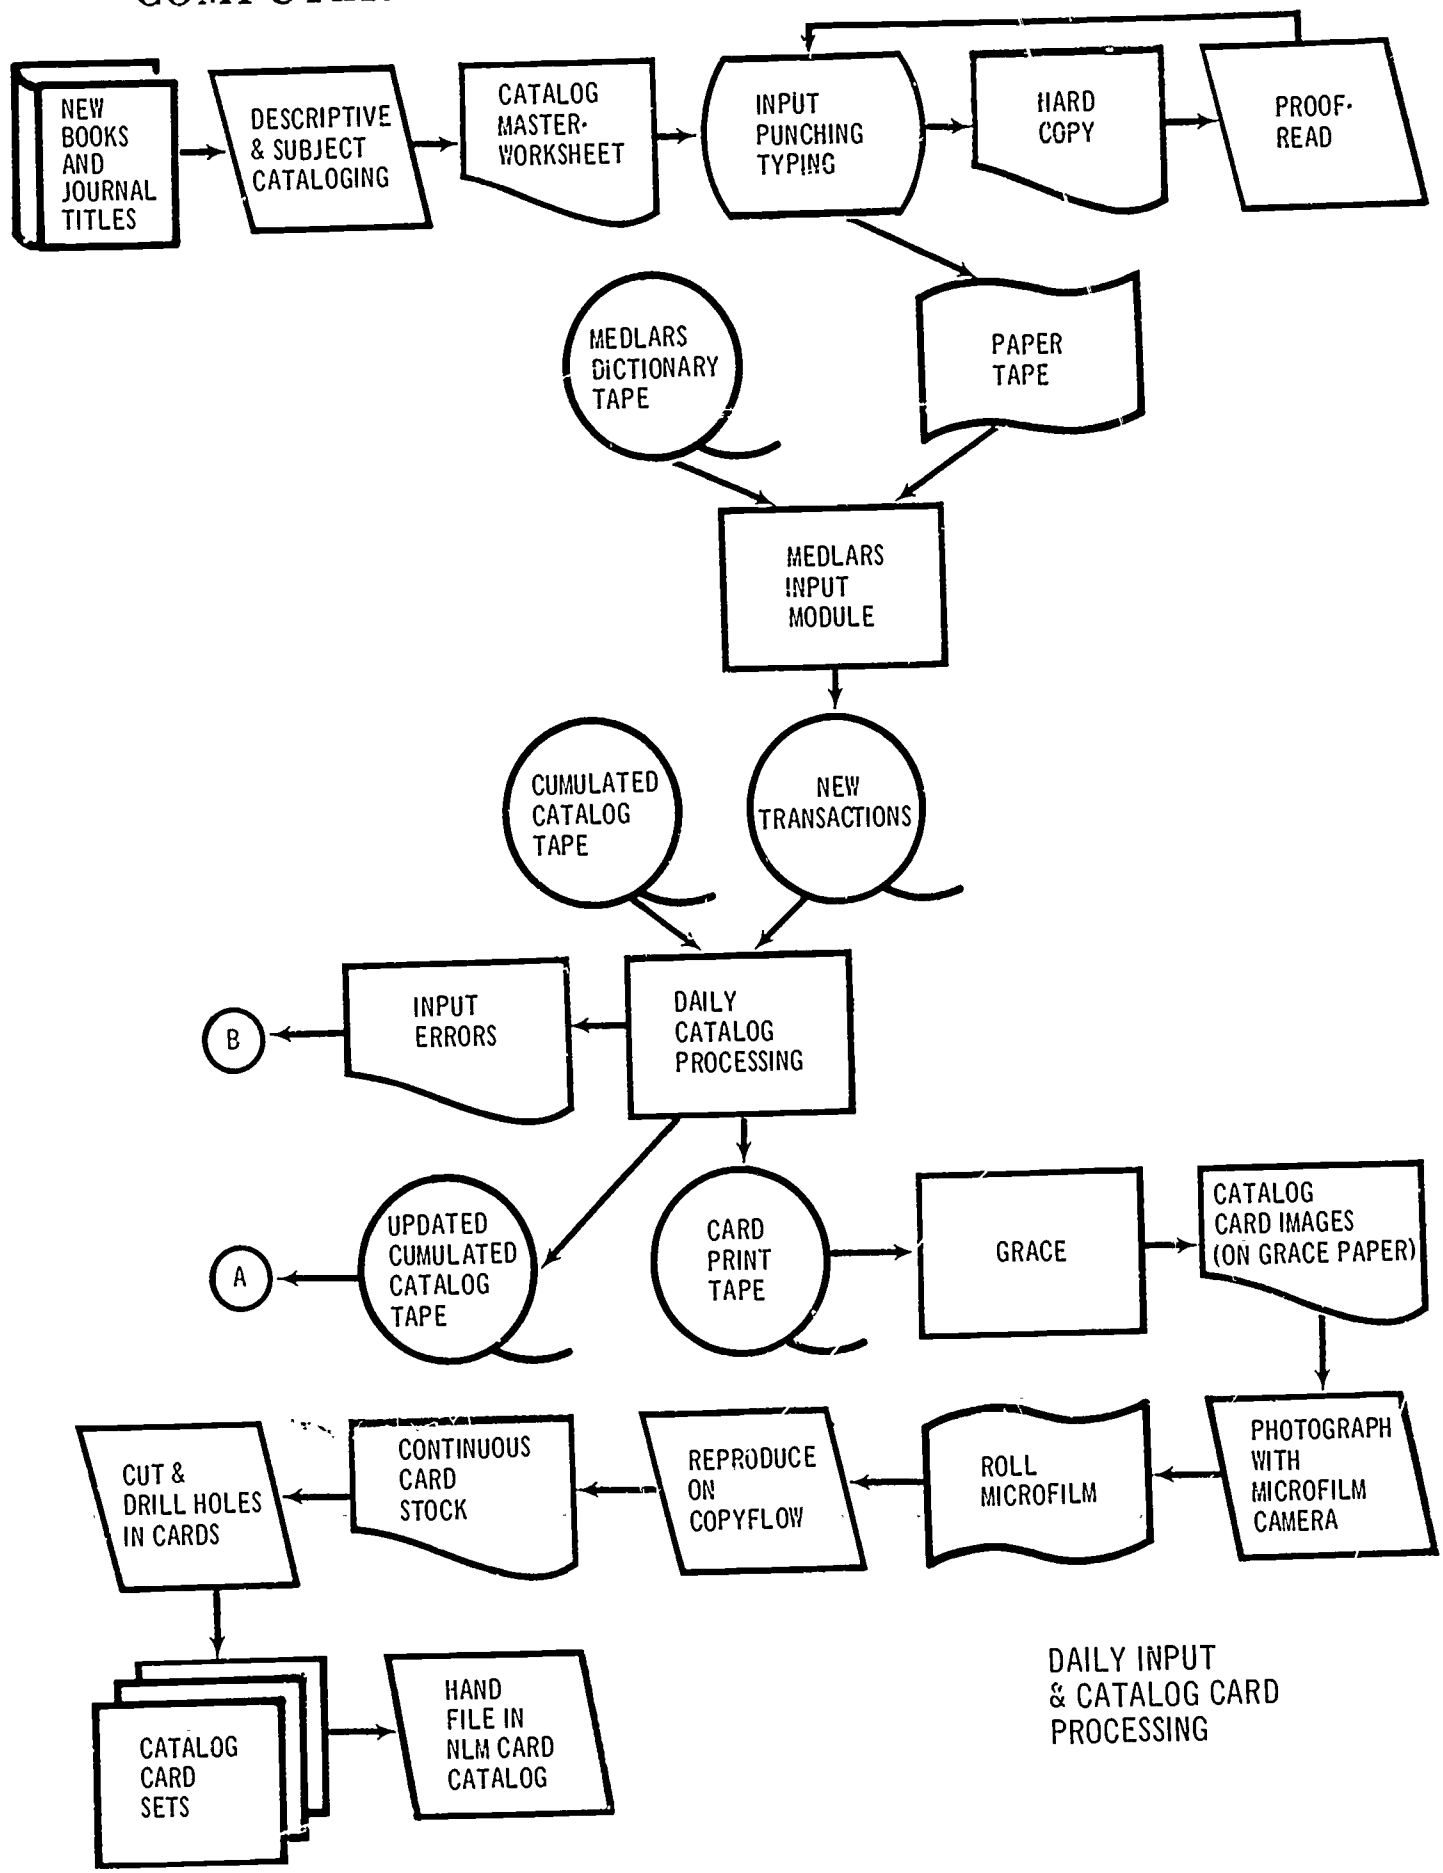 NEW
BOOKS
AND
JOURNAL
TITLES
DESCRIPTIVE
& SUBJECT
CATALOGING
CATALOG
MASTER-
WORKSHEET
INPUT
PUNCHING
TYPING
HARD
COPY
PROOF-
READ
MEDLARS
DICTIONARY
TAPE
PAPER
TAPE
MEDLARS
INPUT
MODULE
CUMULATED
CATALOG
TAPE
NEW
TRANSACTIONS
B
INPUT
ERRORS
DAILY
CATALOG
PROCESSING
A
UPDATED
CUMULATED
CATALOG
TAPE
CARD
PRINT
TAPE
GRACE
CATALOG
CARD IMAGES
(ON GRACE PAPER)
CUT &
DRILL HOLES
IN CARDS
CONTINUOUS
CARD
STOCK
REPRODUCE
ON
COPYFLOW
ROLL
MICROFILM
PHOTOGRAPH
WITH
MICROFILM
CAMERA
CATALOG
CARD
SETS
HAND
FILE IN
NLM CARD
CATALOG
DAILY INPUT
& CATALOG CARD
PROCESSING